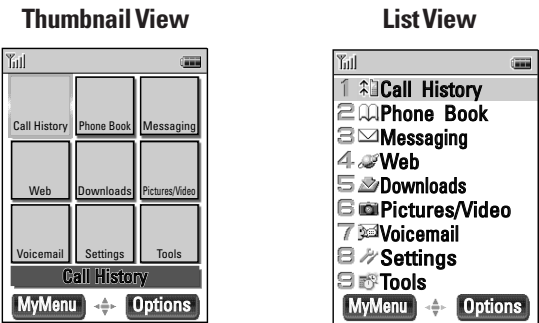 Thumbnail View
Call History Phone Book Messaging
Web Downloads Pictures/Video
Voicemail Settings Tools
Call History
MyMenu Options
List View
1 Call History
2 Phone Book
3 Messaging
4 Web
5 Downloads
6 Pictures/Video
7 Voicemail
8 Settings
9 Tools
MyMenu Options